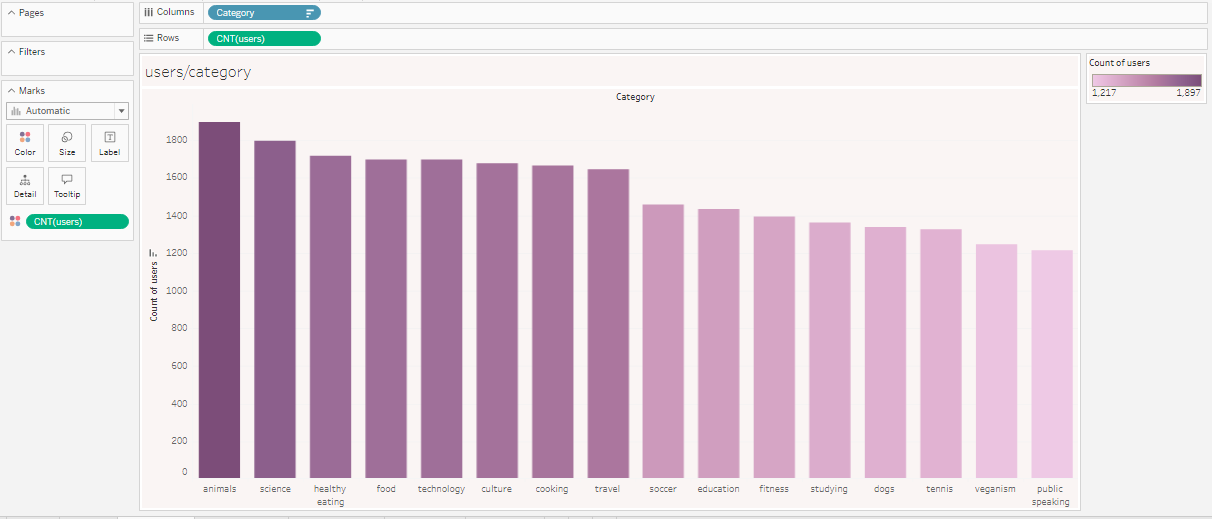 Pages
Filters
Marks
Automatic
Color
Size
Label
Detail
Tooltip
CNT(users)
Columns
Category
Rows
CNT(users)
users/category
Category
Count of users
1800
1600
1400
1200
1000
800
600
400
200
0
animals
science
healthy
eating
food
technology
culture
cooking
travel
soccer
education
fitness
studying
dogs
tennis
veganism
public
speaking
Count of users
1,217
1,897